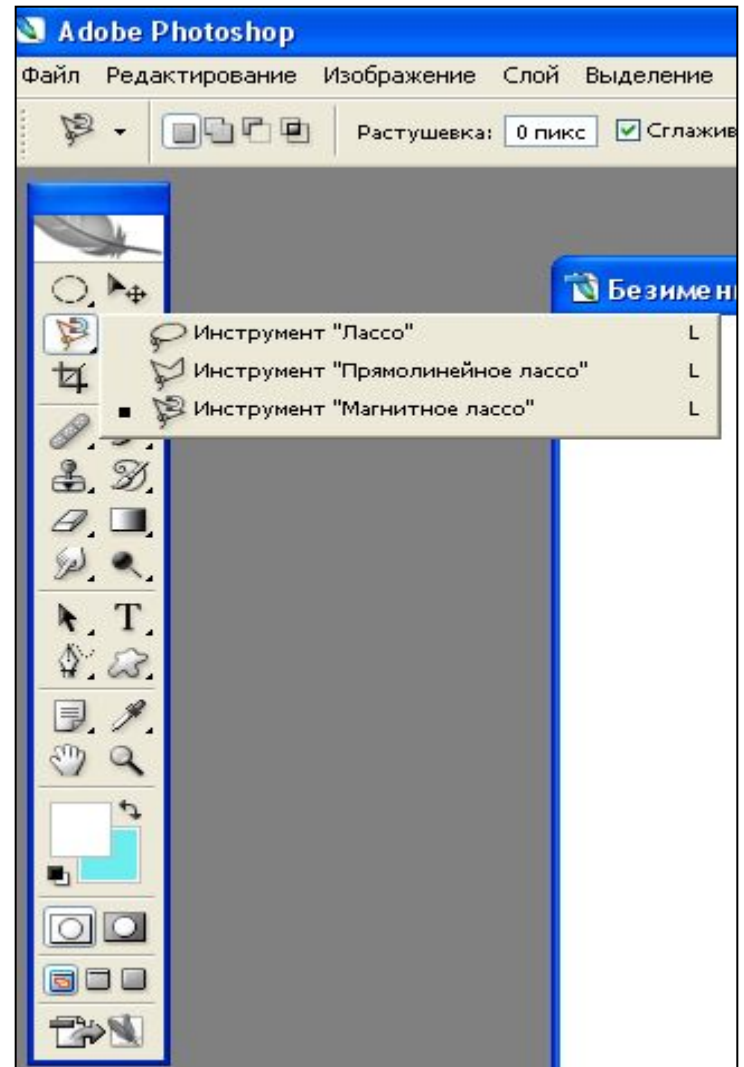 Adobe Photoshop
Файл Редактирование Изображение Слой Выделение
Растушевка: 0 пикс Сглажив
Безимен
Инструмент "Лассо" L
Инструмент "Прямолинейное лассо" L
Инструмент "Магнитное лассо" L
T